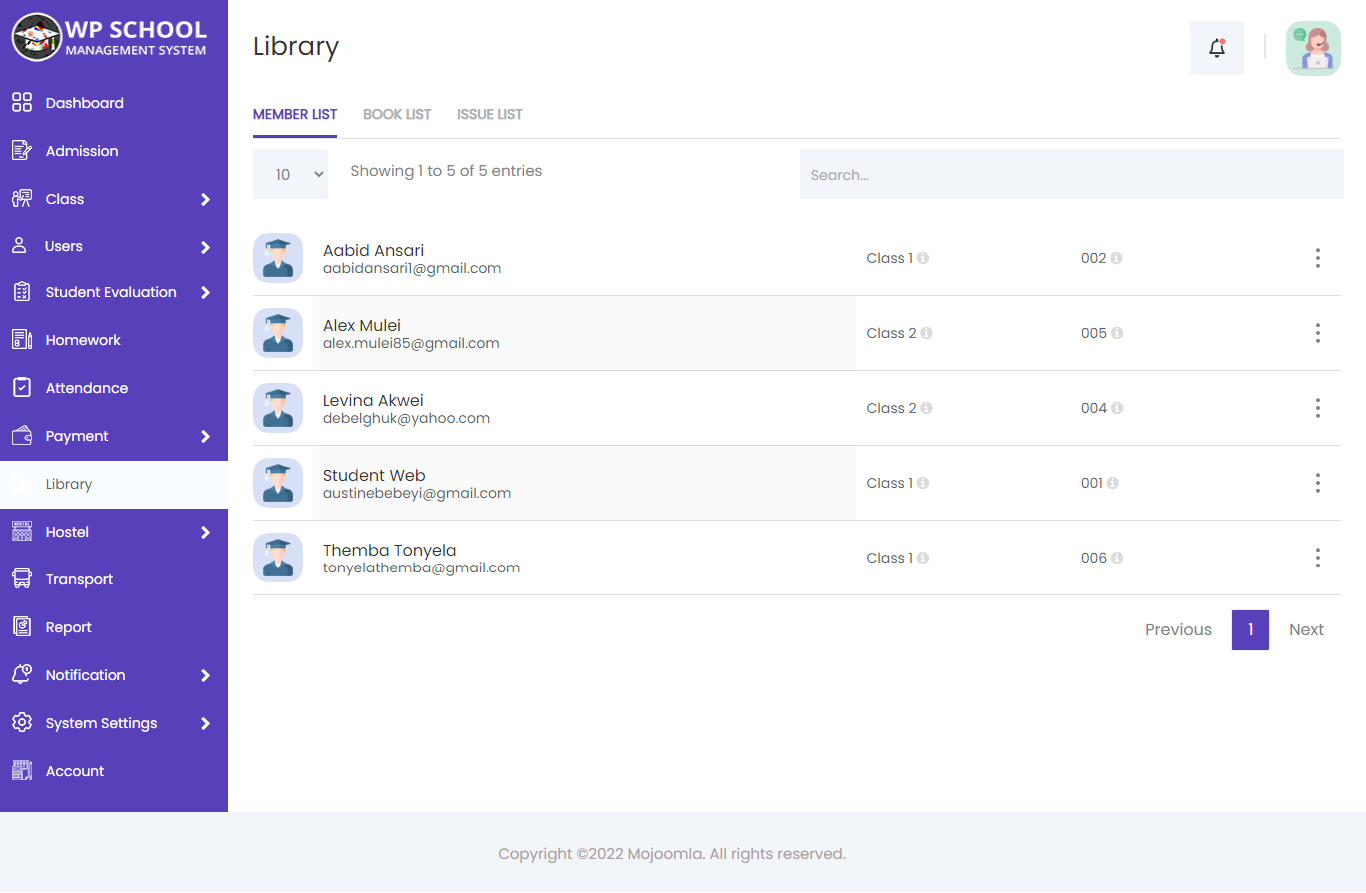 WP SCHOOL
MANAGEMENT SYSTEM
Dashboard
Admission
Class
Users
Student Evaluation
Homework
Attendance
Payment
Library
Hostel
Transport
Report
Notification
System Settings
Account
Library
MEMBER LIST BOOK LIST ISSUE LIST
10 Showing 1 to 5 of 5 entries Search...
Aabid Ansari
aabidansari1@gmail.com
Class 1 002
Alex Mulei
alex.mulei85@gmail.com
Class 2 005
Levina Akwei
debelghuk@yahoo.com
Class 2 004
Student Web
austinebebeyi@gmail.com
Class 1 001
Themba Tonyela
tonyelathemba@gmail.com
Class 1 006
Previous 1 Next
Copyright ©2022 Mojoomla. All rights reserved.